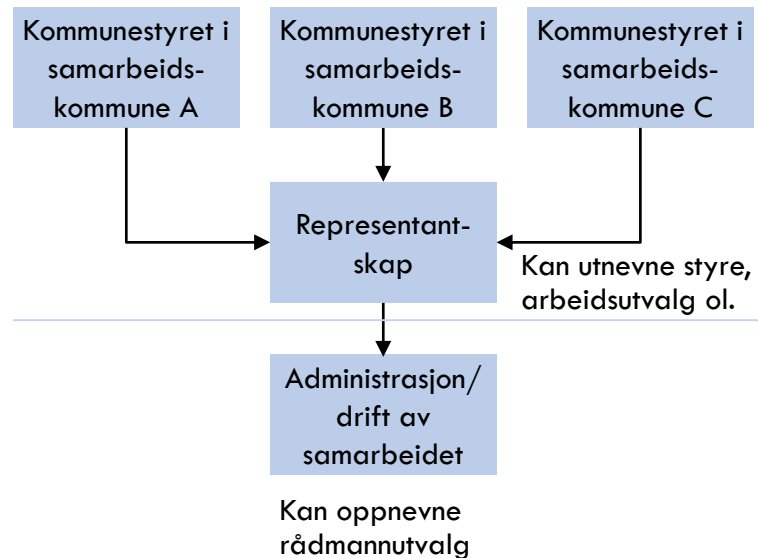 Kommunestyret i
samarbeids-
kommune A
Kommunestyret i
samarbeids-
kommune B
Kommunestyret i
samarbeids-
kommune C
Representant-
skap
Kan utnevne styre,
arbeidsutvalg ol.
Administrasjon/
drift av
samarbeidet
Kan oppnevne
rådmannutvalg